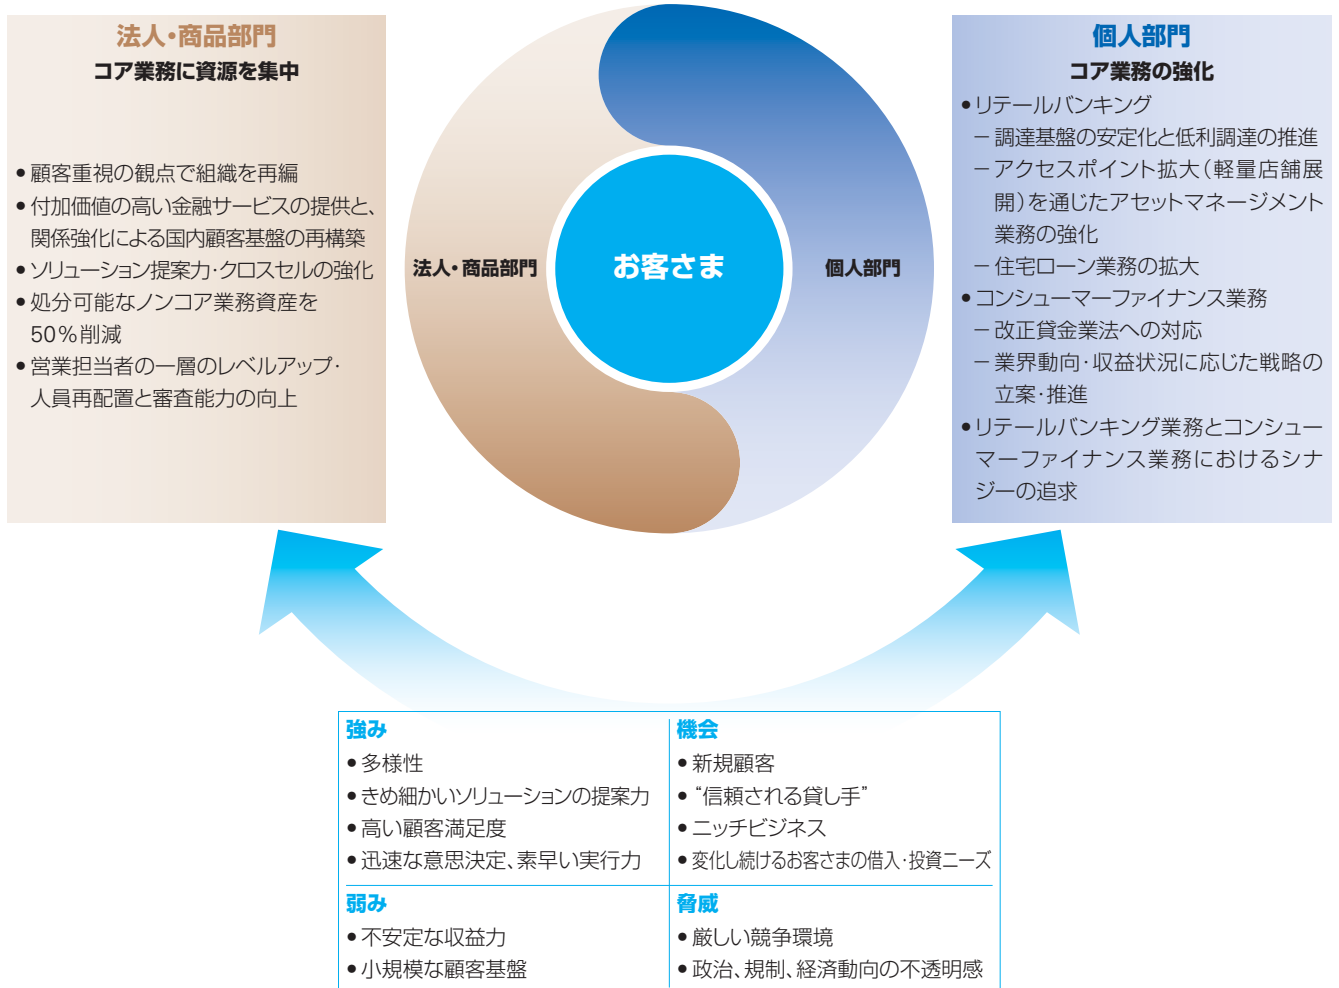 法人・商品部門
コア業務に資源を集中
●顧客重視の観点で組織を再編
●付加価値の高い金融サービスの提供と、
関係強化による国内顧客基盤の再構築
●ソリューション提案力・クロスセルの強化
●処分可能なノンコア業務資産を
50%削減
●営業担当者の一層のレベルアップ・
人員再配置と審査能力の向上
法人・商品部門
お客さま
個人部門
個人部門
コア業務の強化
●リテールバンキング
－調達基盤の安定化と低利調達の推進
－アクセスポイント拡大（軽量店舗展
開）を通じたアセットマネージメント
業務の強化
－住宅ローン業務の拡大
●コンシューマーファイナンス業務
－改正貸金業法への対応
－業界動向・収益状況に応じた戦略の
立案・推進
●リテールバンキング業務とコンシュー
マーファイナンス業務におけるシナ
ジーの追求
強み
●多様性
●きめ細かいソリューションの提案力
●高い顧客満足度
●迅速な意思決定、素早い実行力
機会
●新規顧客
●“信頼される貸し手”
●ニッチビジネス
●変化し続けるお客さまの借入・投資ニーズ
弱み
●不安定な収益力
●小規模な顧客基盤
脅威
●厳しい競争環境
●政治、規制、経済動向の不透明感